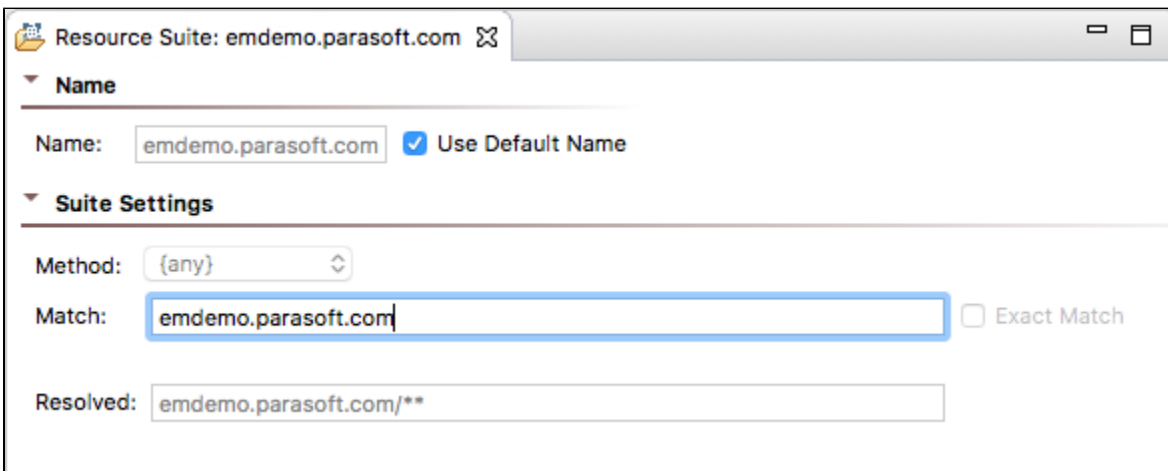 Resource Suite: emdemo.parasoft.com
Name
Name: emdemo.parasoft.com Use Default Name
Suite Settings
Method: {any}
Match: emdemo.parasoft.com Exact Match
Resolved: emdemo.parasoft.com/**